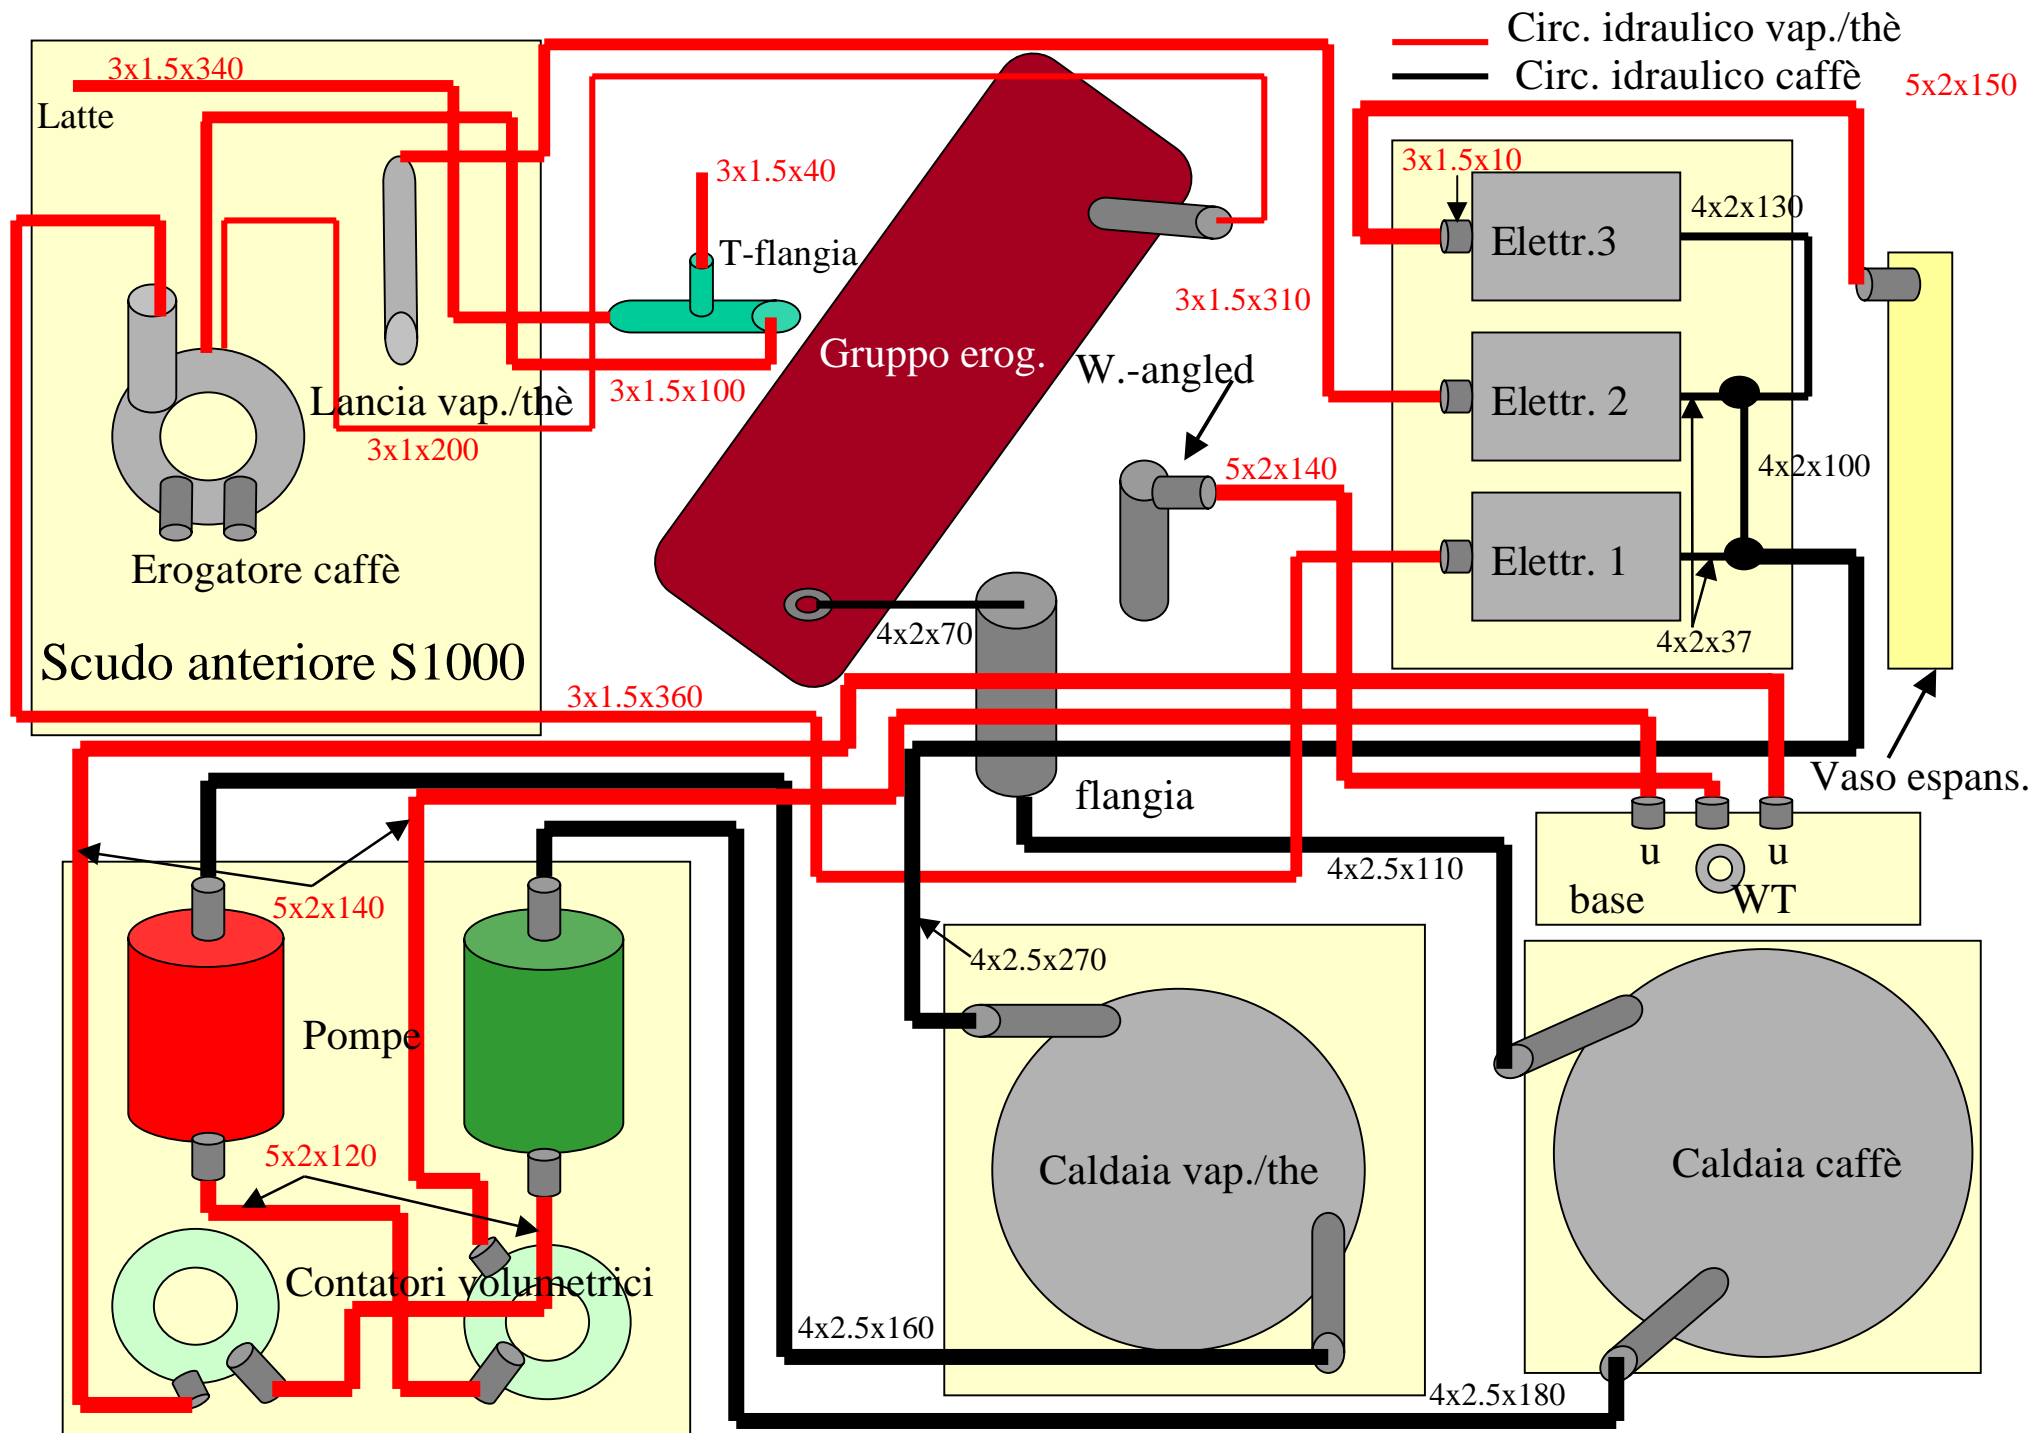 Circ. idraulico vap./thè
Circ. idraulico caffè
5x2x150
3x1.5x340
Latte
3x1.5x40
3x1.5x10
4x2x130
T-flangia
Elettr.3
3x1.5x310
Gruppo erog.
W.-angled
Lancia vap./thè
3x1.5x100
Elettr. 2
3x1x200
5x2x140
4x2x100
Erogatore caffè
Elettr. 1
4x2x70
4x2x37
Scudo anteriore S1000
3x1.5x360
Vaso espans.
flangia
u
u
4x2.5x110
5x2x140
base
WT
4x2.5x270
Pompe
5x2x120
Caldaia vap./the
Caldaia caffè
Contatori volumetrici
4x2.5x160
4x2.5x180